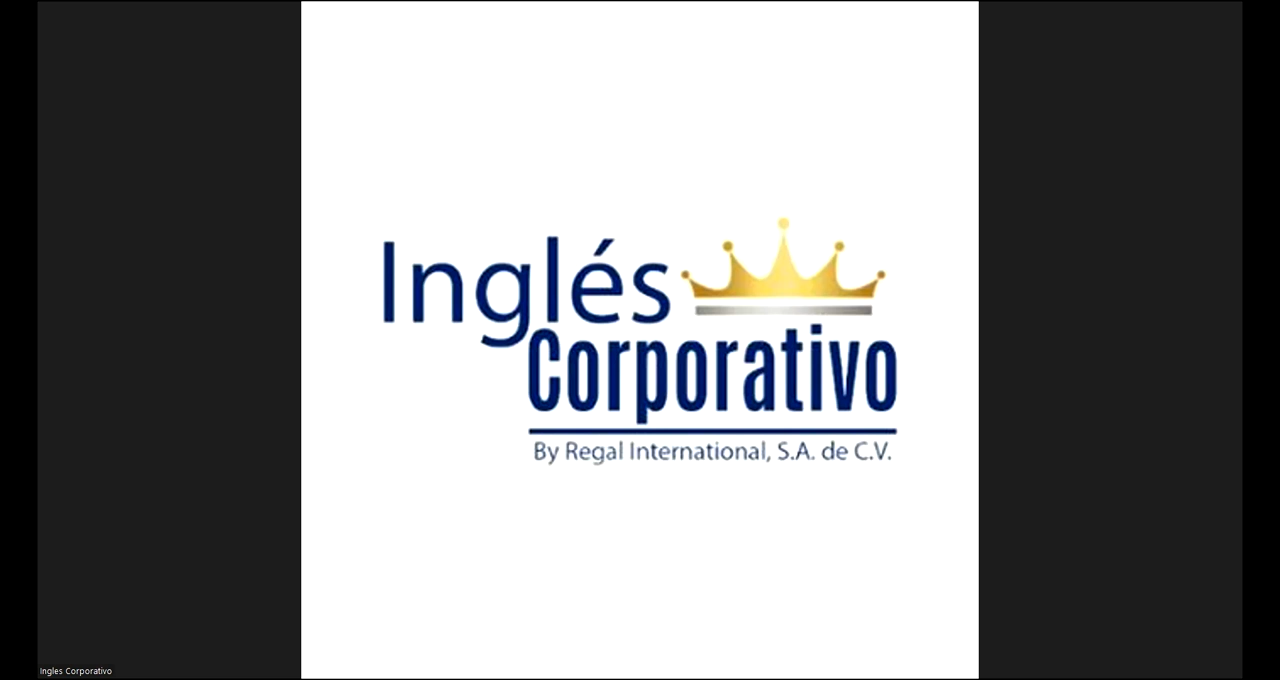 Inglés
Corporativo
By Regal International, S.A. de C.V.
Ingles Corporativo